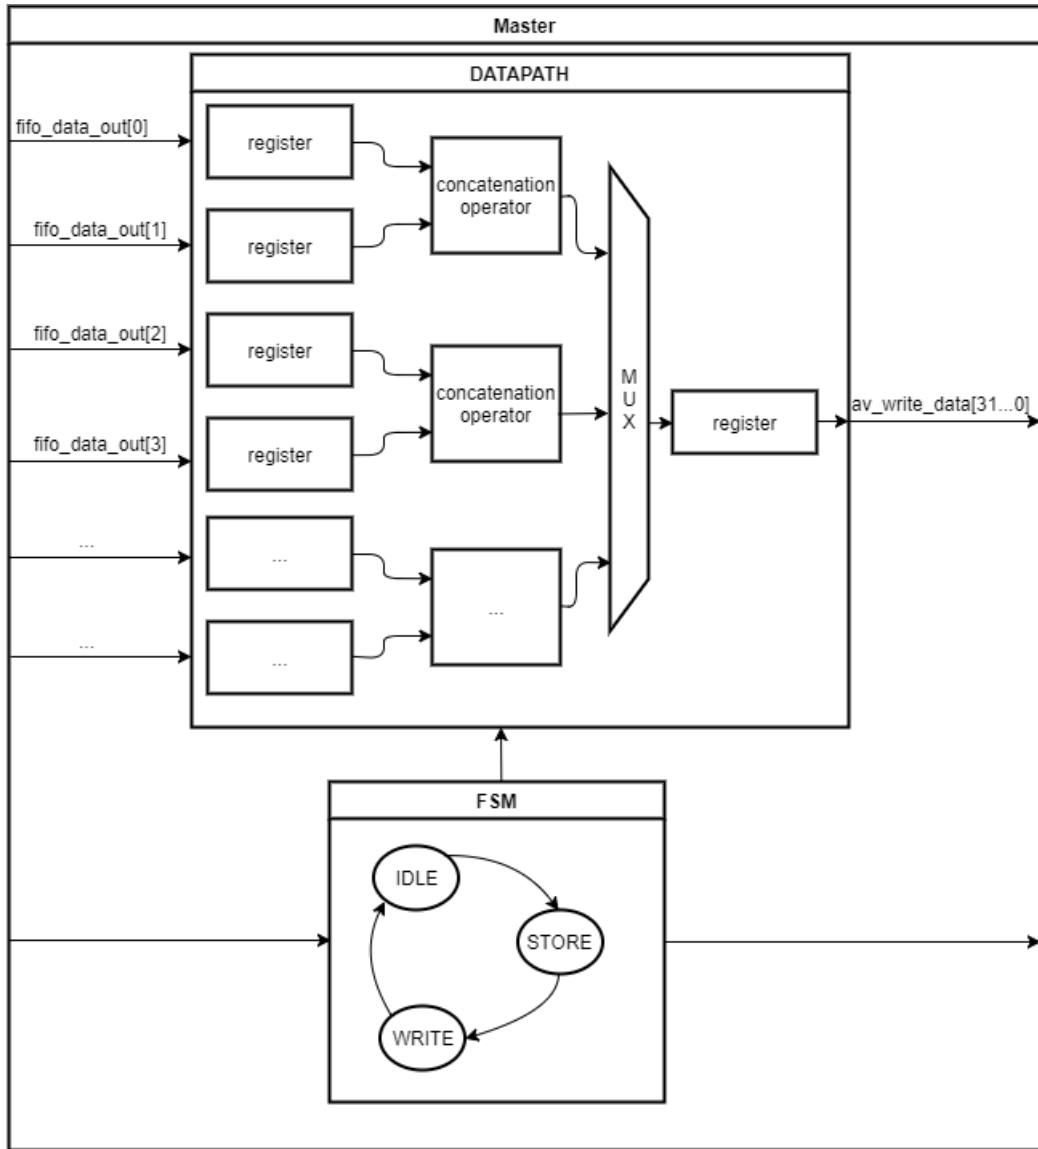 Master
DATAPATH
fifo_data_out[0]
register
concatenation
operator
fifo_data_out[1]
register
fifo_data_out[2]
register
concatenation
operator
M
U
X
register
av_write_data[31...0]
fifo_data_out[3]
register
...
...
...
...
...
FSM
IDLE
STORE
WRITE